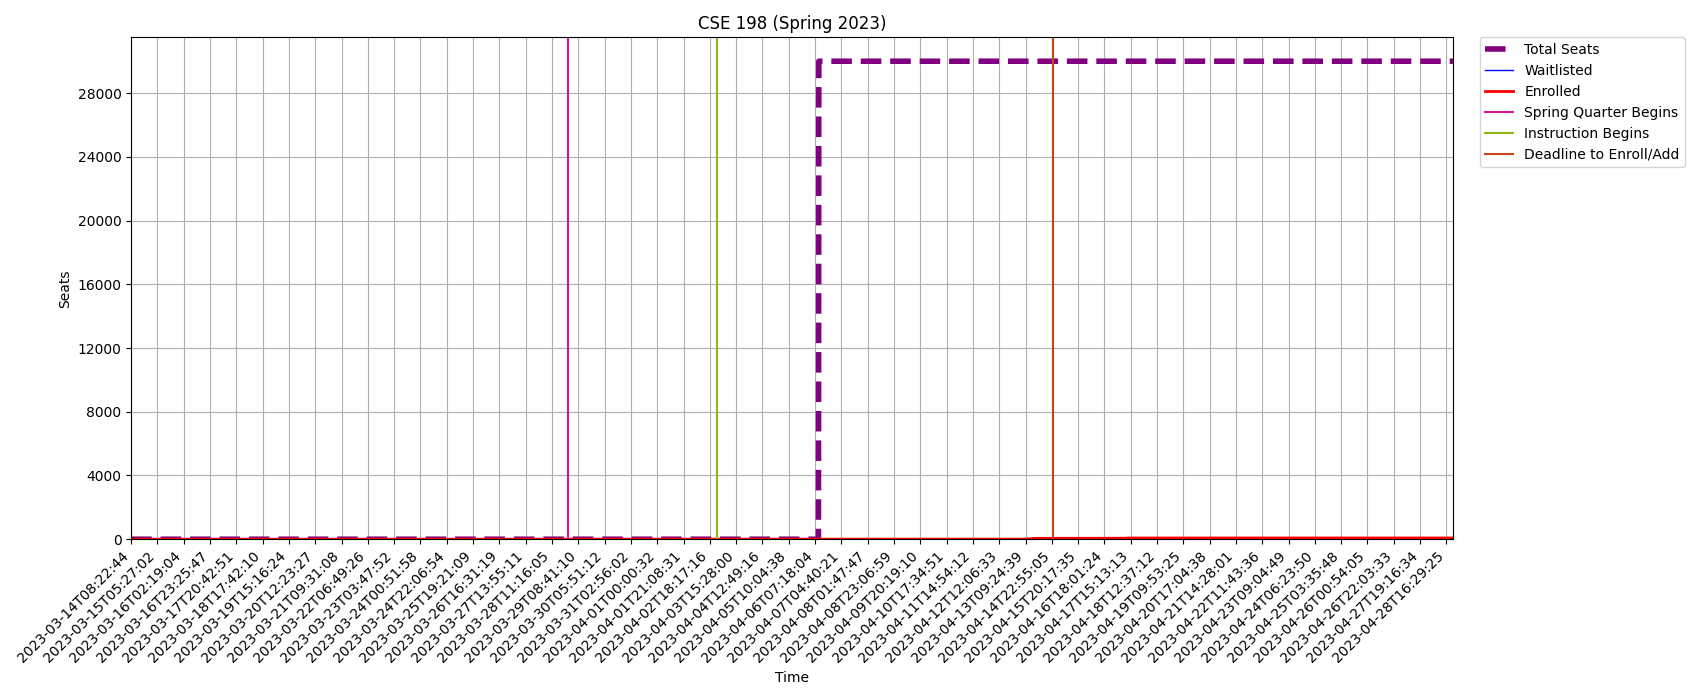 CSE 198 (Spring 2023)
Total Seats
Waitlisted
Enrolled
Spring Quarter Begins
Instruction Begins
Deadline to Enroll/Add
Seats
28000
24000
20000
16000
12000
8000
4000
0
2023-03-14T08:22:44
2023-03-15T05:27:02
2023-03-16T02:19:04
2023-03-16T23:25:47
2023-03-17T20:42:51
2023-03-18T17:42:10
2023-03-19T15:16:24
2023-03-20T12:23:27
2023-03-21T09:31:08
2023-03-22T06:49:26
2023-03-23T03:47:52
2023-03-24T00:51:58
2023-03-24T22:06:54
2023-03-25T19:21:09
2023-03-26T16:31:19
2023-03-27T13:55:11
2023-03-28T11:16:05
2023-03-29T08:41:10
2023-03-30T05:51:12
2023-03-31T02:56:02
2023-04-01T00:00:32
2023-04-01T21:08:31
2023-04-02T18:17:16
2023-04-03T15:28:00
2023-04-04T12:49:16
2023-04-05T10:04:38
2023-04-06T07:18:04
2023-04-07T04:40:21
2023-04-08T01:47:47
2023-04-08T23:06:59
2023-04-09T20:19:10
2023-04-10T17:34:51
2023-04-11T14:54:12
2023-04-12T12:06:33
2023-04-13T09:24:39
2023-04-14T22:55:05
2023-04-15T20:17:35
2023-04-16T18:01:24
2023-04-17T15:13:13
2023-04-18T12:37:12
2023-04-19T09:53:25
2023-04-20T17:04:38
2023-04-21T14:28:01
2023-04-22T11:43:36
2023-04-23T09:04:49
2023-04-24T06:23:50
2023-04-25T03:35:48
2023-04-26T00:54:05
2023-04-26T22:03:33
2023-04-27T19:16:34
2023-04-28T16:29:25
Time